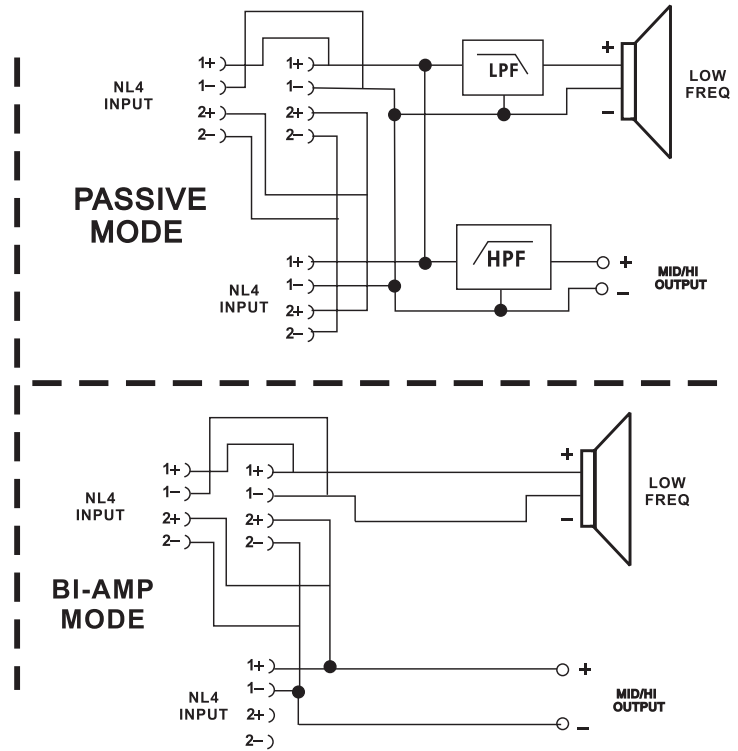 1+ 1+ + LPF LOW
NL4 1− 1− FREQ
INPUT 2+ 2+
2− 2− −
PASSIVE
MODE
1+ HPF + MID/HI
NL4 1− − OUTPUT
INPUT 2+
2−
1+ 1+ +
NL4 1− 1− LOW
INPUT 2+ 2+ FREQ
2− 2− −
BI-AMP
MODE
1+ +
NL4 1− MID/HI
INPUT 2+ − OUTPUT
2−